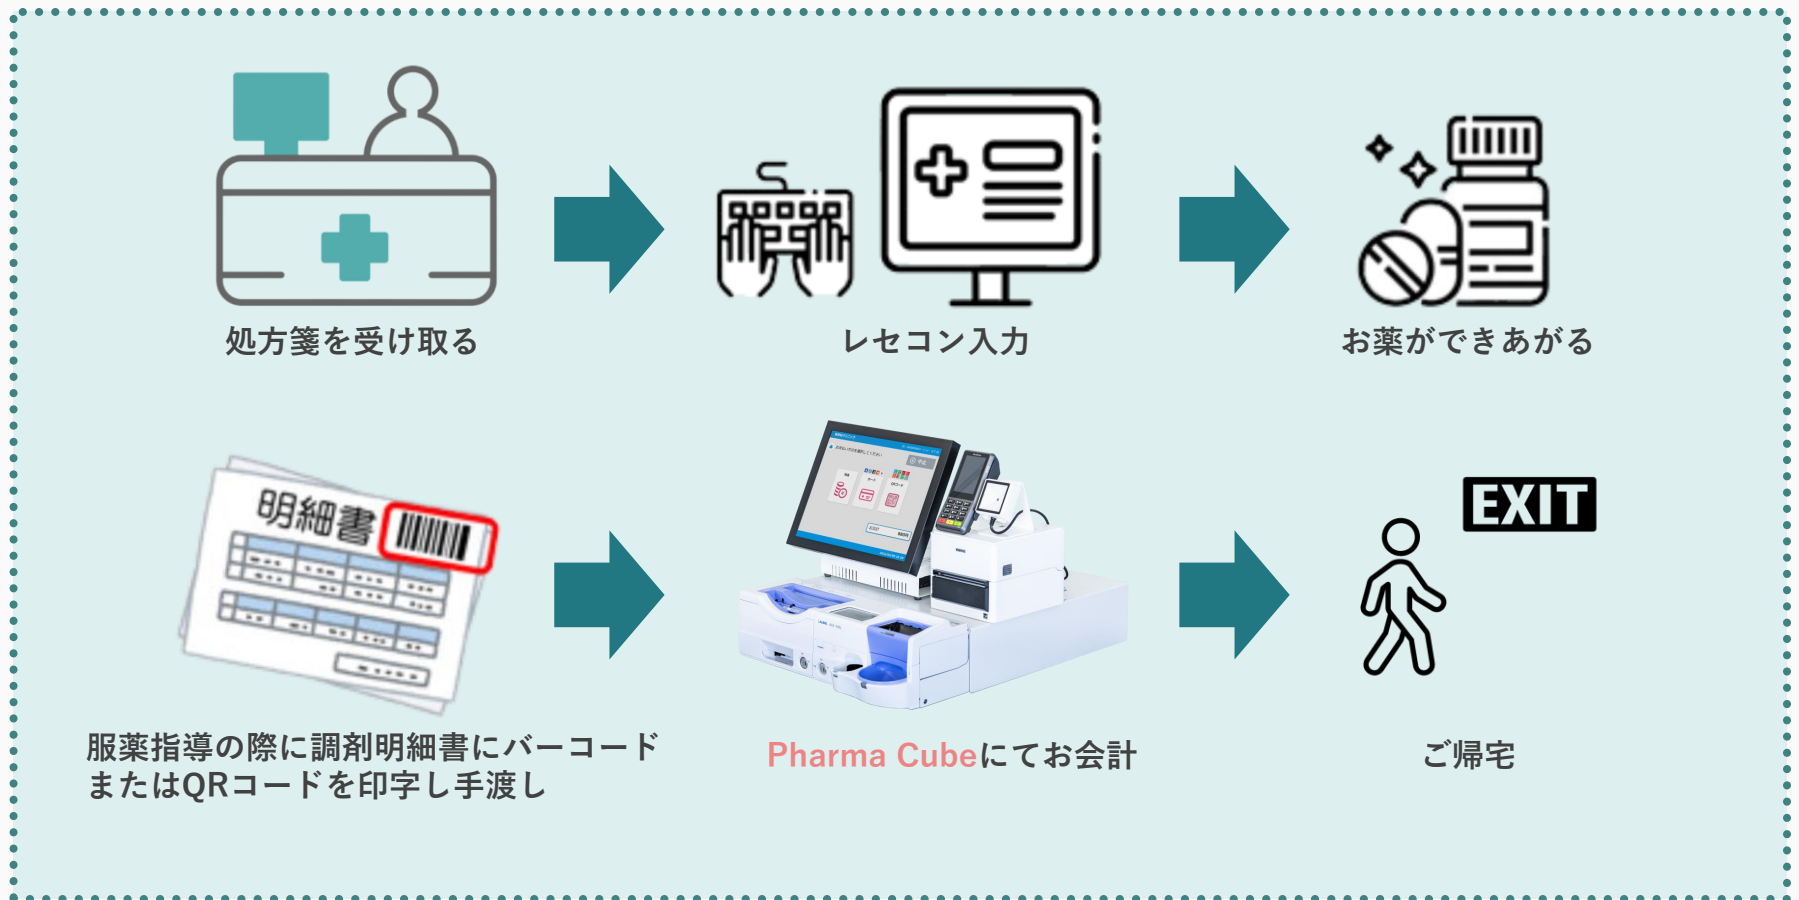 処方箋を受け取る
レセコン入力
お薬ができあがる
明細書
EXIT
服薬指導の際に調剤明細書にバーコード
またはQRコードを印字し手渡し
Pharma Cubeにてお会計
ご帰宅